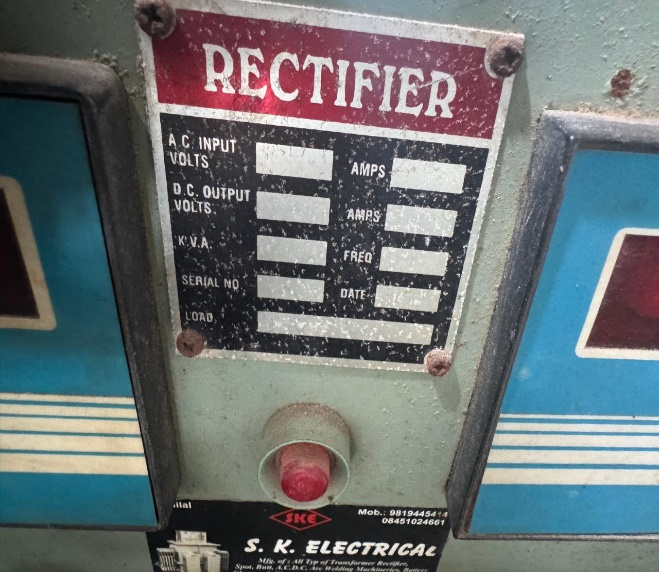 RECTIFIER
A.C. INPUT VOLTS AMPS
D.C. OUTPUT VOLTS AMPS
K.V.A. FREQ
SERIAL NO DATE
LOAD
Mob.: 9819445414
SKE 08451024661
S. K. ELECTRICAL
Mfg. of : All Typ of Transformer Rectifier,
Spot, Butt, A.C.D.C. Arc Welding Machineries, Battery